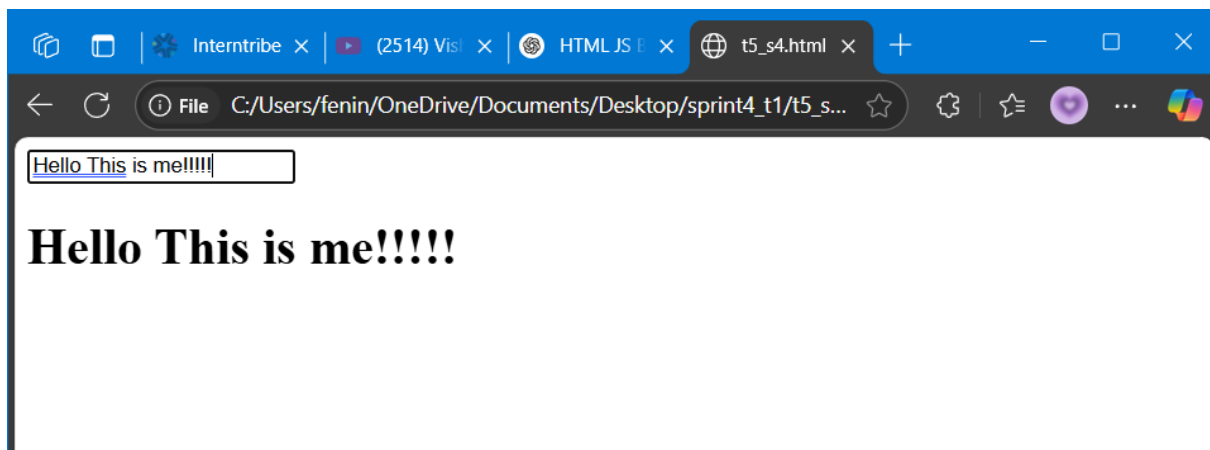 Interntribe
(2514) Vis
HTML JS B
t5_s4.html
File C:/Users/fenin/OneDrive/Documents/Desktop/sprint4_t1/t5_s...
Hello This is me!!!!!
Hello This is me!!!!!